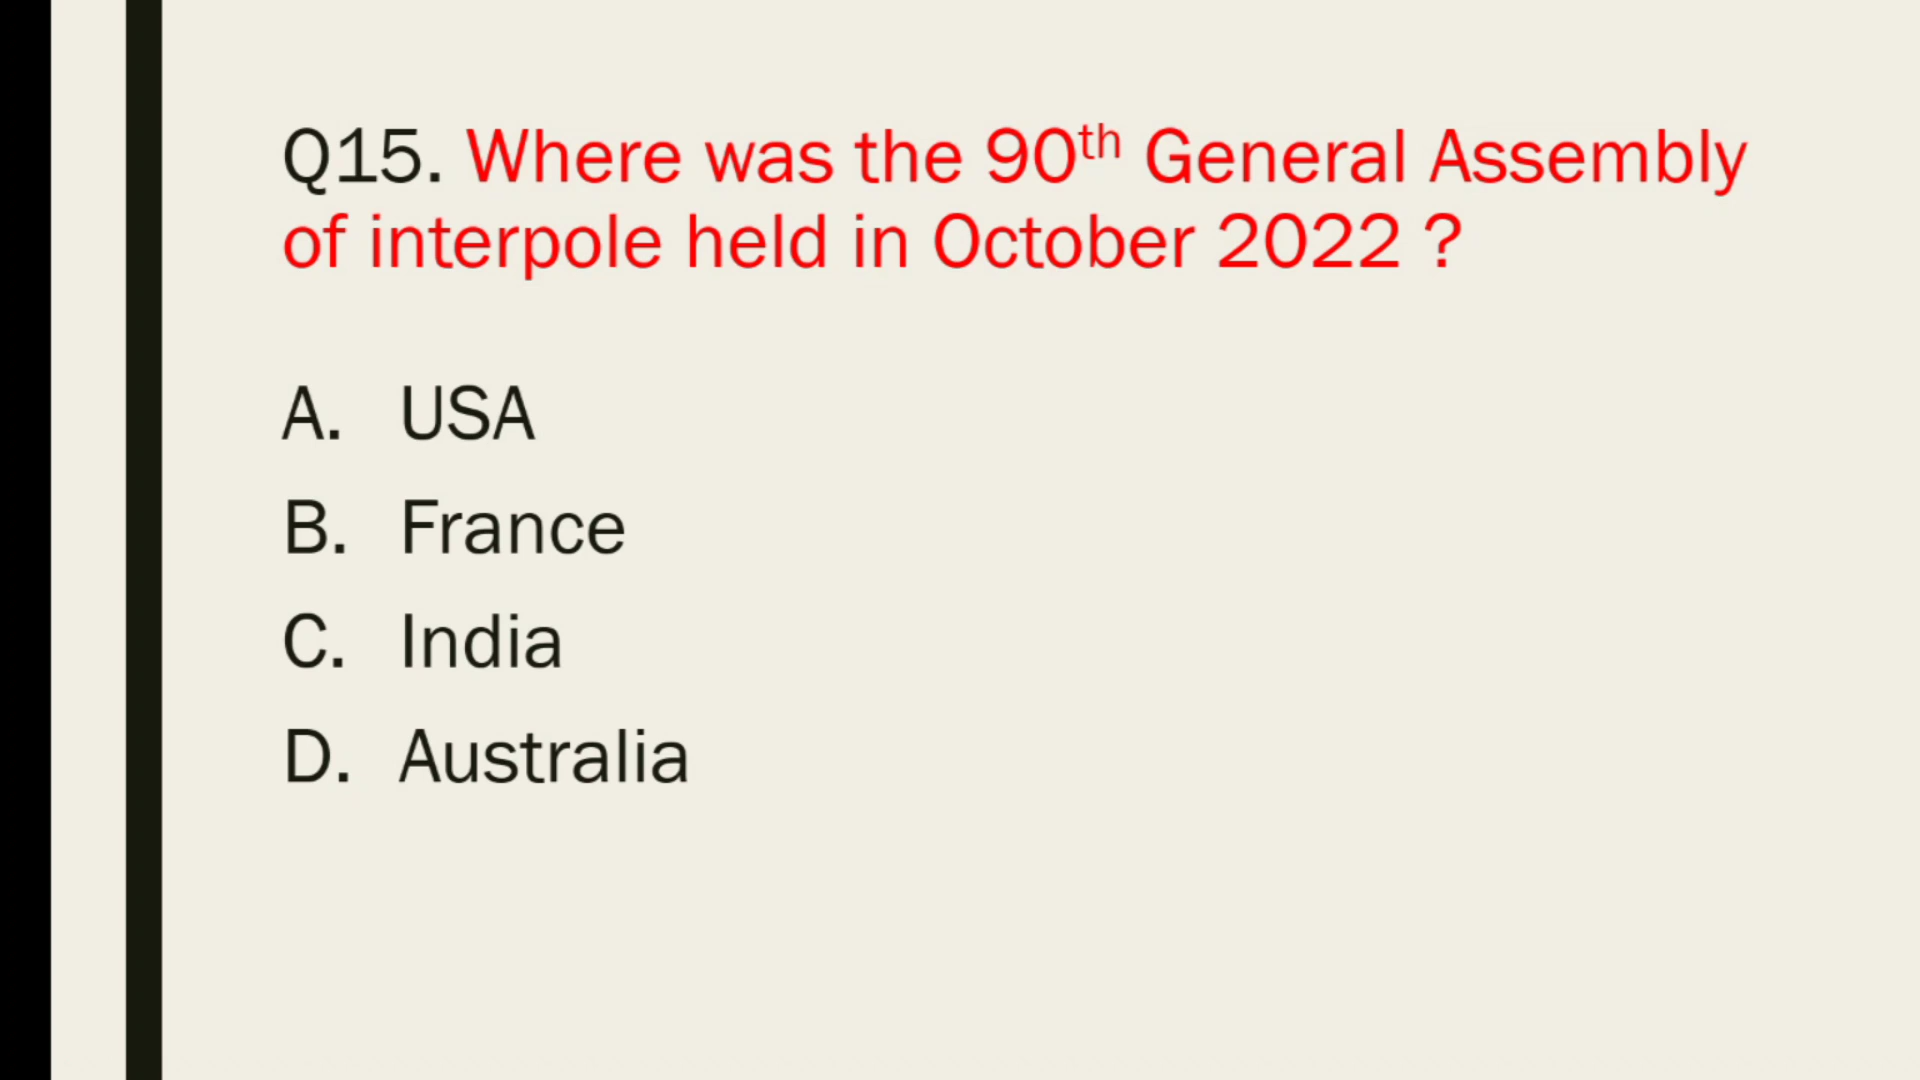 Q15. Where was the 90th General Assembly
of interpole held in October 2022 ?
A. USA
B. France
C. India
D. Australia